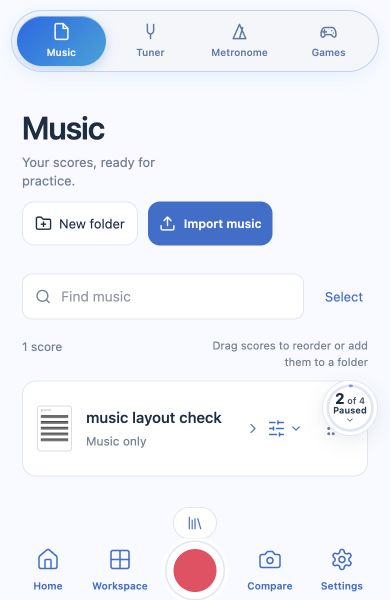 Music
Tuner
Metronome
Games
Music
Your scores, ready for
practice.
New folder
Import music
Find music
Select
1 score
Drag scores to reorder or add
them to a folder
music layout check
Music only
2 of 4
Paused
Home
Workspace
Compare
Settings